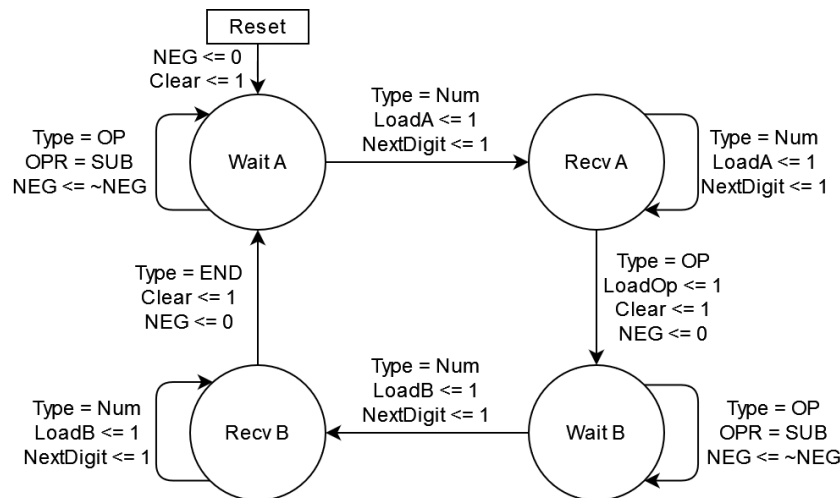 Reset
NEG <= 0
Clear <= 1
Type = OP
OPR = SUB
NEG <= ~NEG
Wait A
Type = Num
LoadA <= 1
NextDigit <= 1
Recv A
Type = Num
LoadA <= 1
NextDigit <= 1
Type = END
Clear <= 1
NEG <= 0
Type = OP
LoadOp <= 1
Clear <= 1
NEG <= 0
Type = Num
LoadB <= 1
NextDigit <= 1
Recv B
Type = Num
LoadB <= 1
NextDigit <= 1
Wait B
Type = OP
OPR = SUB
NEG <= ~NEG